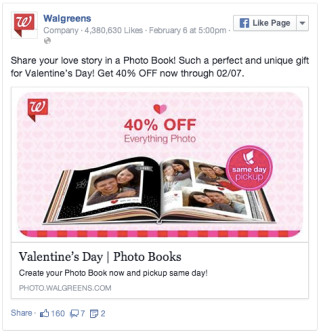 Walgreens
Like Page
Company · 4,380,630 Likes · February 6 at 5:00pm ·
Share your love story in a Photo Book! Such a perfect and unique gift
for Valentine's Day! Get 40% OFF now through 02/07.
W
40% OFF
Everything Photo
same day
pickup
Valentine's Day | Photo Books
Create your Photo Book now and pickup same day!
PHOTO.WALGREENS.COM
Share · 160 7 2